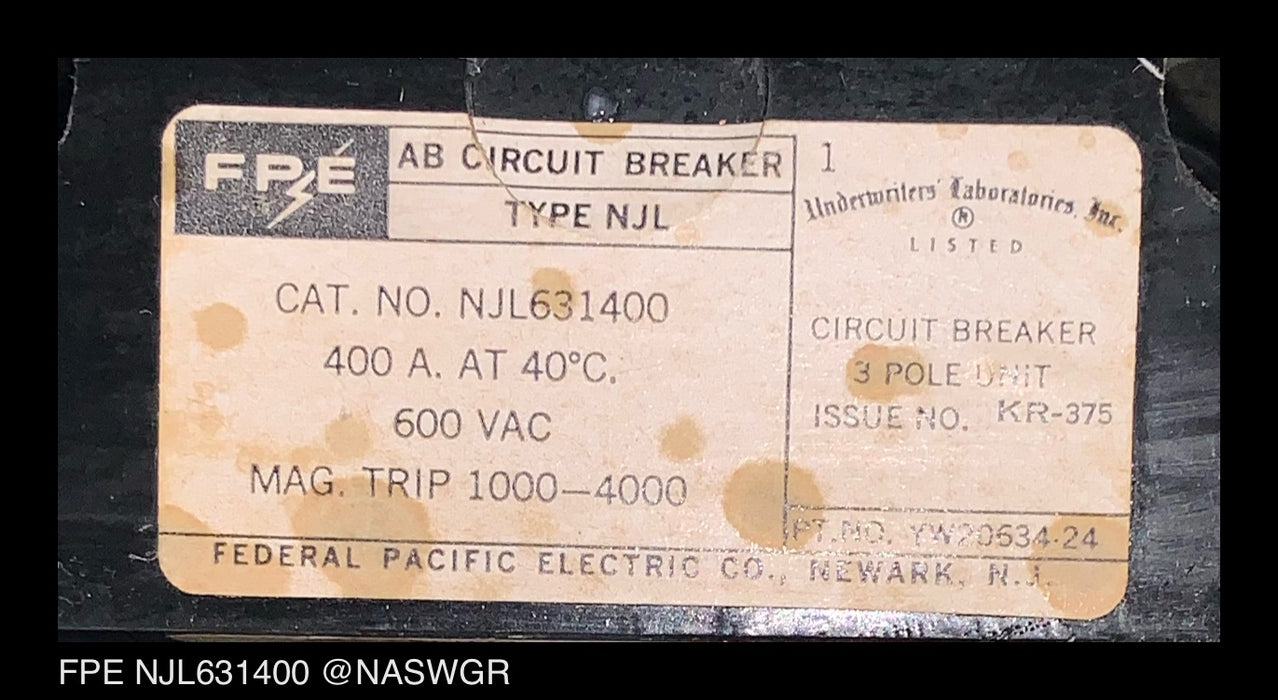 FPE
AB CIRCUIT BREAKER
TYPE NJL
CAT. NO. NJL631400
400 A. AT 40°C.
600 VAC
MAG. TRIP 1000—4000
1
Underwriters' Laboratories, Inc.
LISTED
CIRCUIT BREAKER
3 POLE UNIT
ISSUE NO. KR-375
PT.NO. YW20634-24
FEDERAL PACIFIC ELECTRIC CO., NEWARK, N.J.
FPE NJL631400 @NASWGR